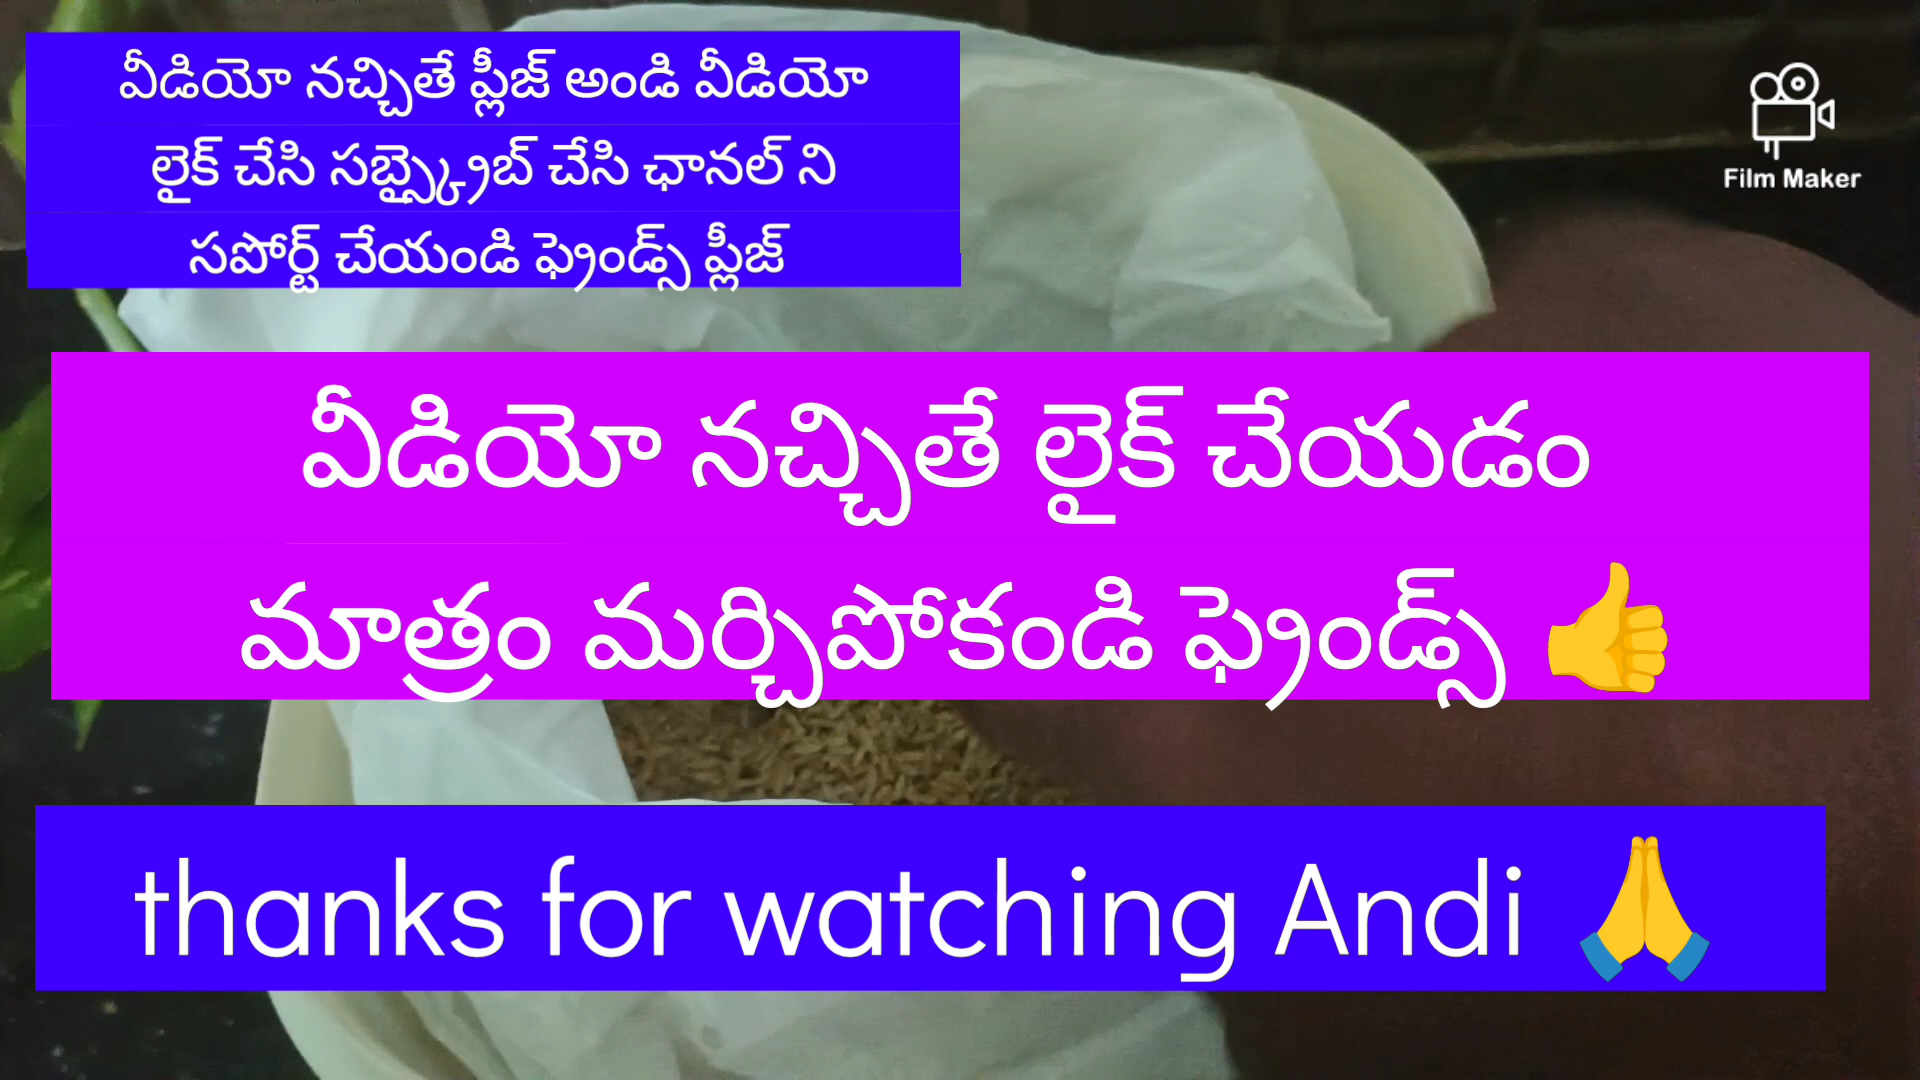 వీడియో నచ్చితే ప్లీజ్ అండి వీడియో
లైక్ చేసి సబ్స్క్రైబ్ చేసి ఛానల్ ని
సపోర్ట్ చేయండి ఫ్రెండ్స్ ప్లీజ్
Film Maker
వీడియో నచ్చితే లైక్ చేయడం
మాత్రం మర్చిపోకండి ఫ్రెండ్స్ 👍
thanks for watching Andi 🙏